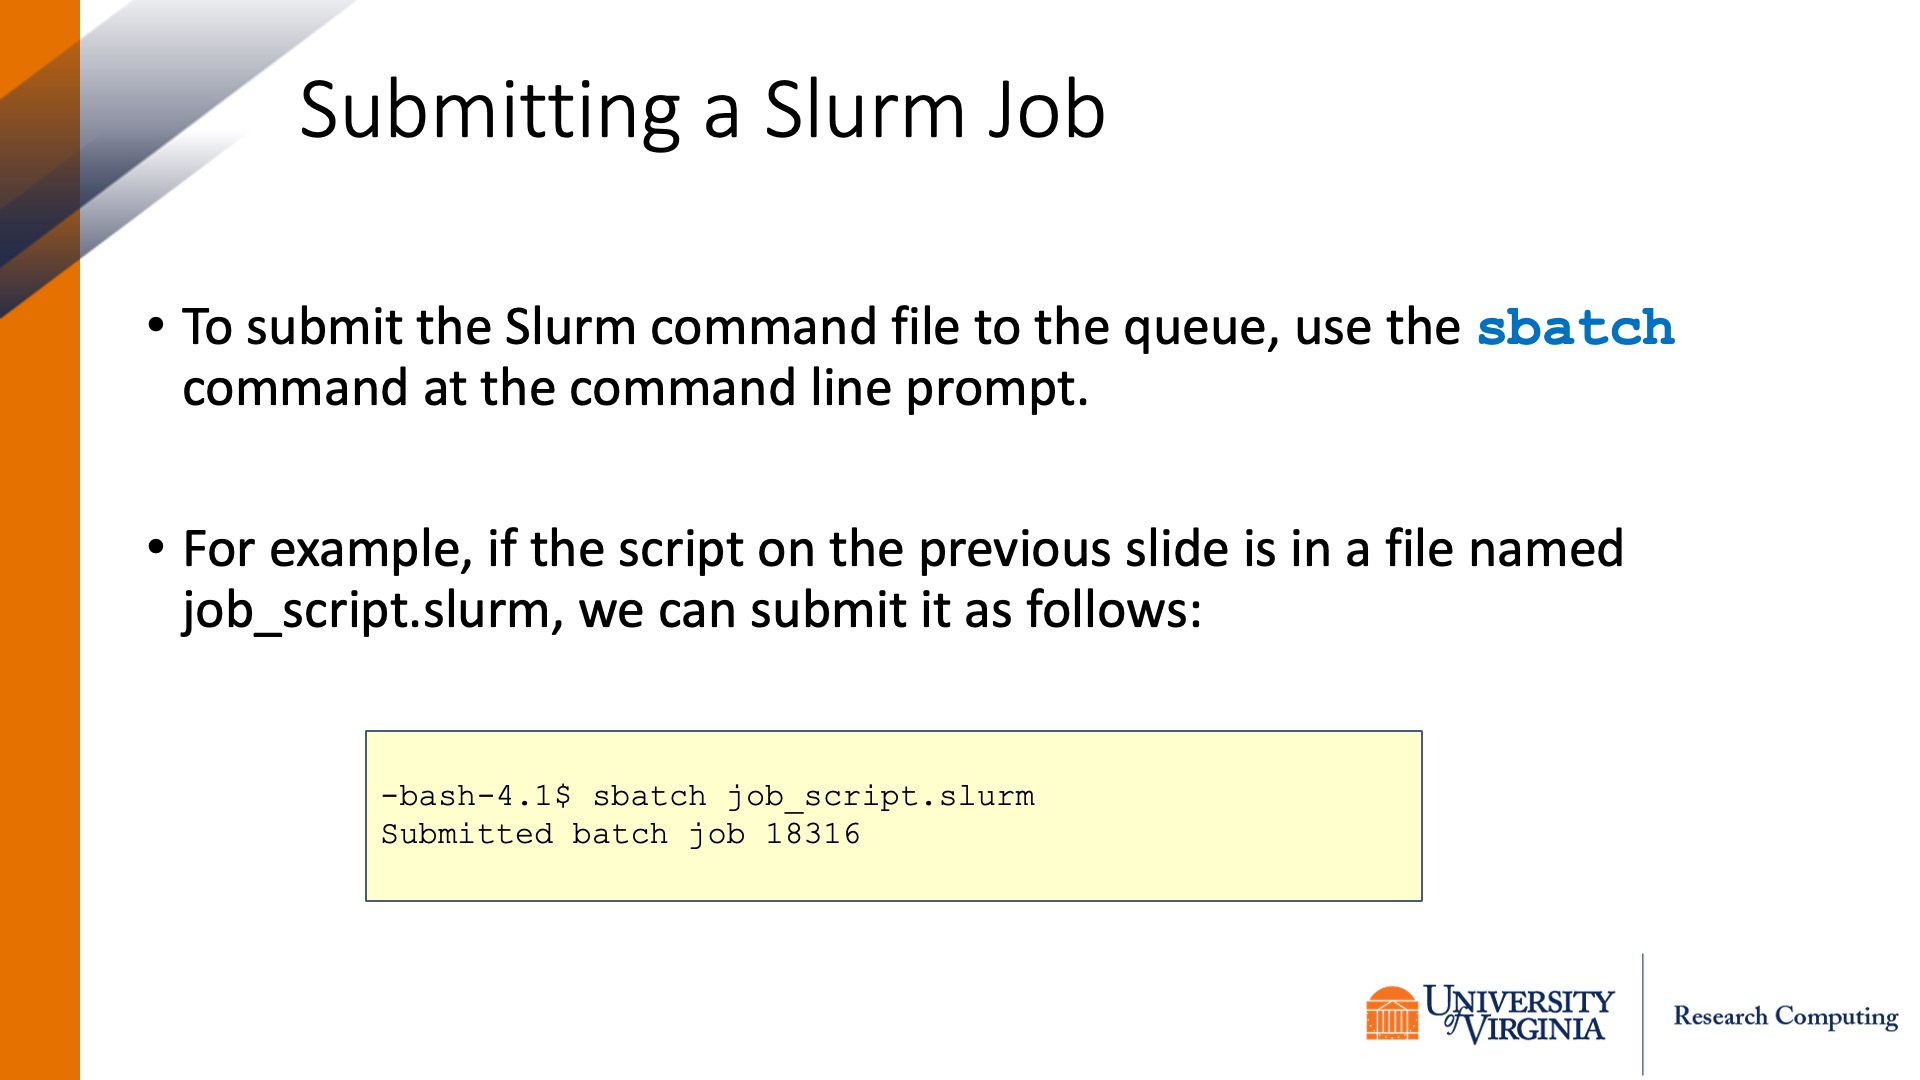 Submitting a Slurm Job
• To submit the Slurm command file to the queue, use the sbatch
command at the command line prompt.
• For example, if the script on the previous slide is in a file named
job_script.slurm, we can submit it as follows:
-bash-4.1$ sbatch job_script.slurm
Submitted batch job 18316
UNIVERSITY
of VIRGINIA
Research Computing